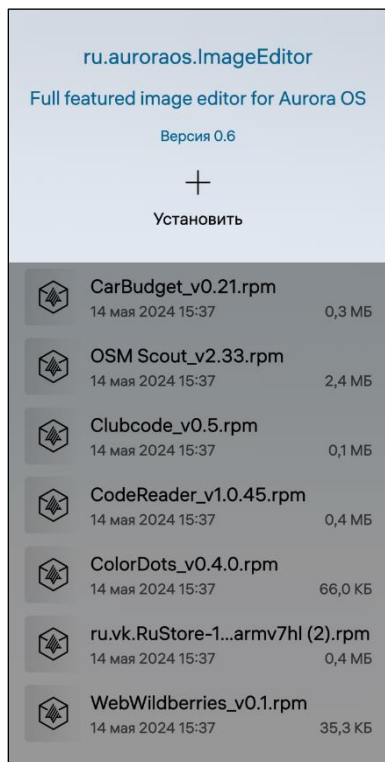 ru.auroraos.ImageEditor
Full featured image editor for Aurora OS
Версия 0.6
Установить
CarBudget_v0.21.rpm
14 мая 2024 15:37 0,3 МБ
OSM Scout_v2.33.rpm
14 мая 2024 15:37 2,4 МБ
Clubcode_v0.5.rpm
14 мая 2024 15:37 0,1 МБ
CodeReader_v1.0.45.rpm
14 мая 2024 15:37 0,4 МБ
ColorDots_v0.4.0.rpm
14 мая 2024 15:37 66,0 КБ
ru.vk.RuStore-1...armv7hl (2).rpm
14 мая 2024 15:37 0,4 МБ
WebWildberries_v0.1.rpm
14 мая 2024 15:37 35,3 КБ